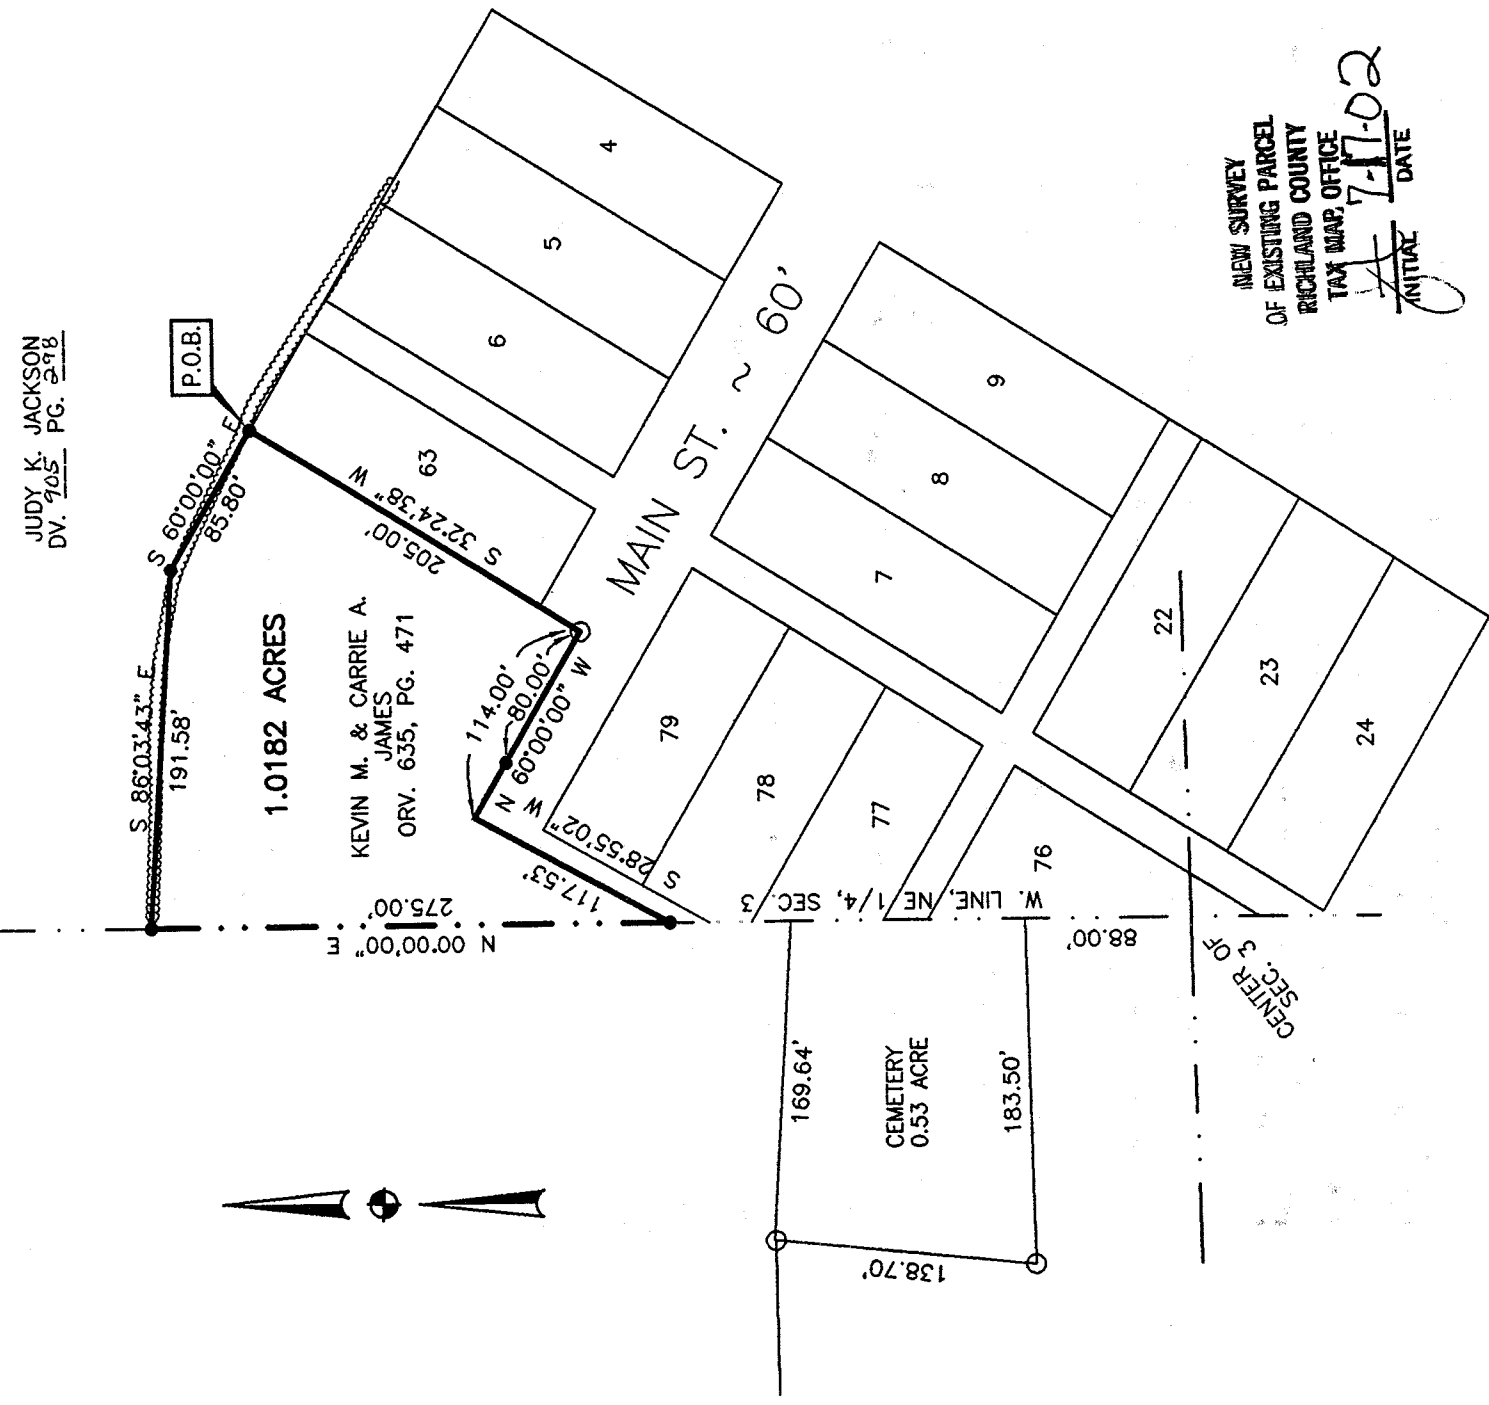 JUDY K. JACKSON
DV. 905 PG. 298
P.O.B.
S 60°00'00" E
85.80'
S 86°03'43" E
191.58'
1.0182 ACRES
KEVIN M. & CARRIE A.
JAMES
ORV. 635, PG. 471
S 32°24'38" W
205.00'
114.00'
80.00'
N 60°00'00" W
S 28°55'02" W
117.53'
275.00'
N 00°00'00" E
63
6
5
4
MAIN ST. ~ 60'
9
8
7
79
78
77
76
22
23
24
W. LINE, NE 1/4, SEC. 3
88.00'
CENTER OF
SEC. 3
169.64'
CEMETERY
0.53 ACRE
183.50'
138.70'
NEW SURVEY
OF EXISTING PARCEL
RICHLAND COUNTY
TAX MAP OFFICE
7-17-02
INITIAL DATE